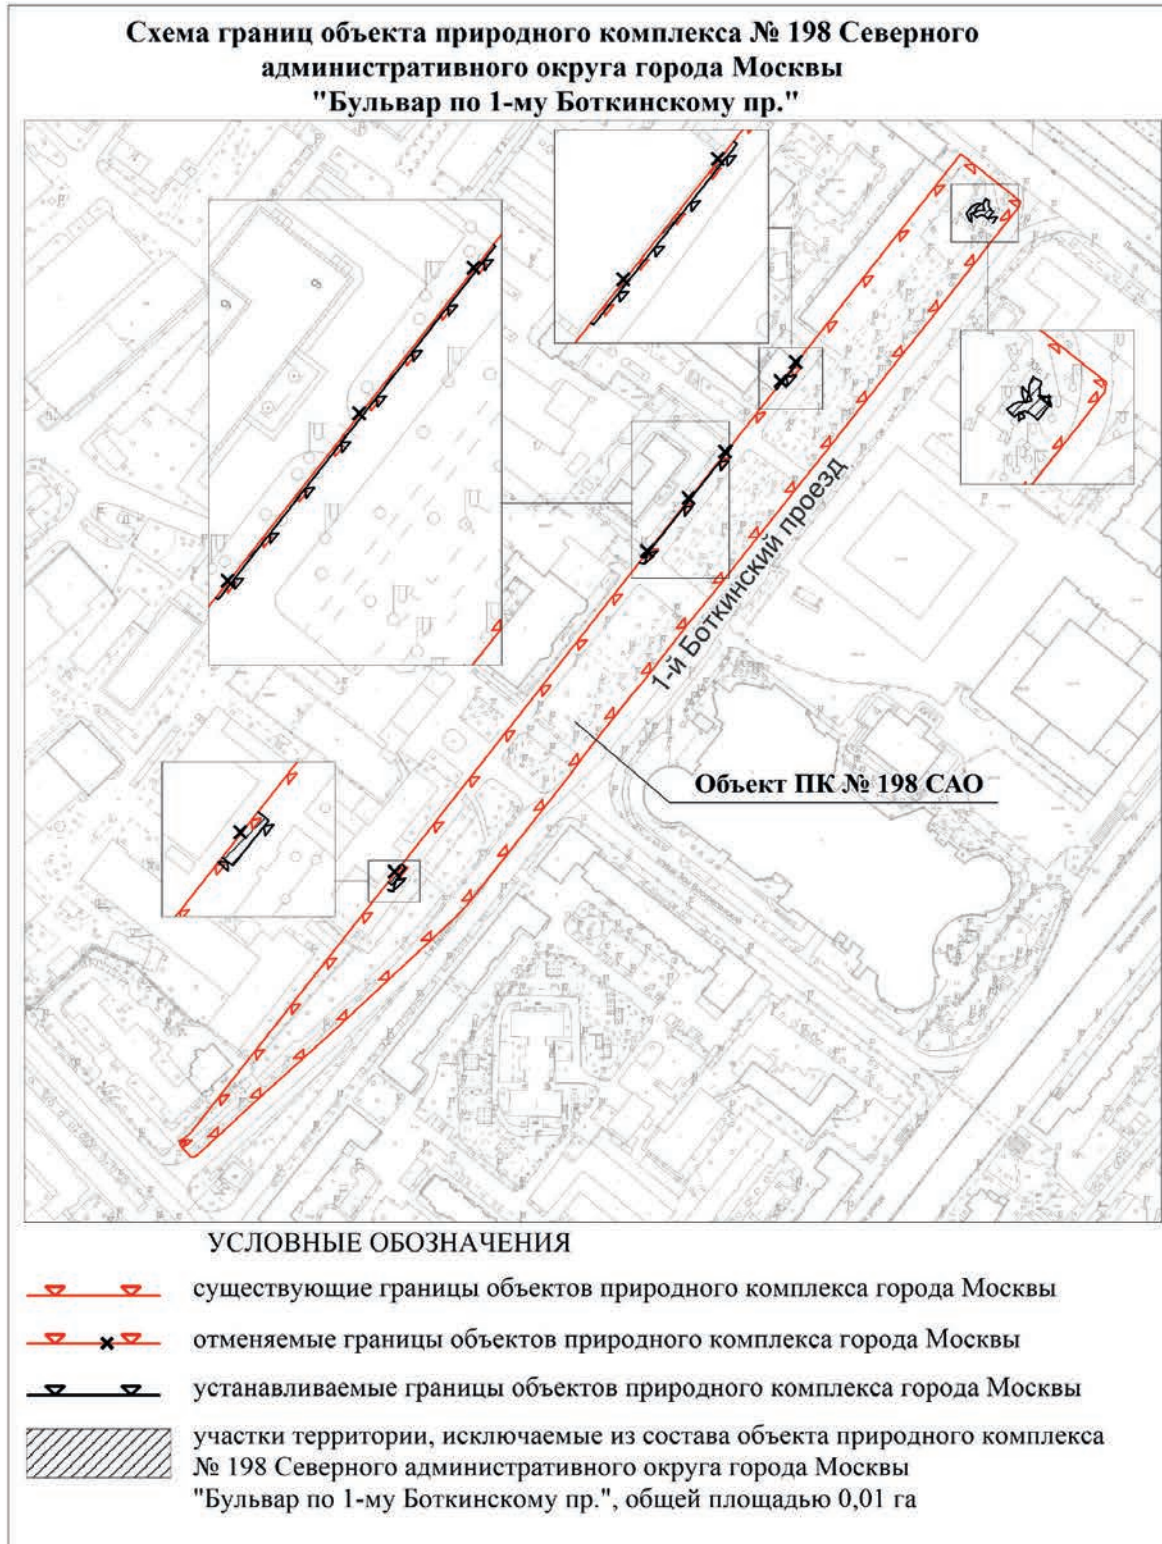 Схема границ объекта природного комплекса № 198 Северного
административного округа города Москвы
"Бульвар по 1-му Боткинскому пр."
1-й Боткинский проезд
Объект ПК № 198 САО
УСЛОВНЫЕ ОБОЗНАЧЕНИЯ
существующие границы объектов природного комплекса города Москвы
отменяемые границы объектов природного комплекса города Москвы
устанавливаемые границы объектов природного комплекса города Москвы
участки территории, исключаемые из состава объекта природного комплекса
№ 198 Северного административного округа города Москвы
"Бульвар по 1-му Боткинскому пр.", общей площадью 0,01 га